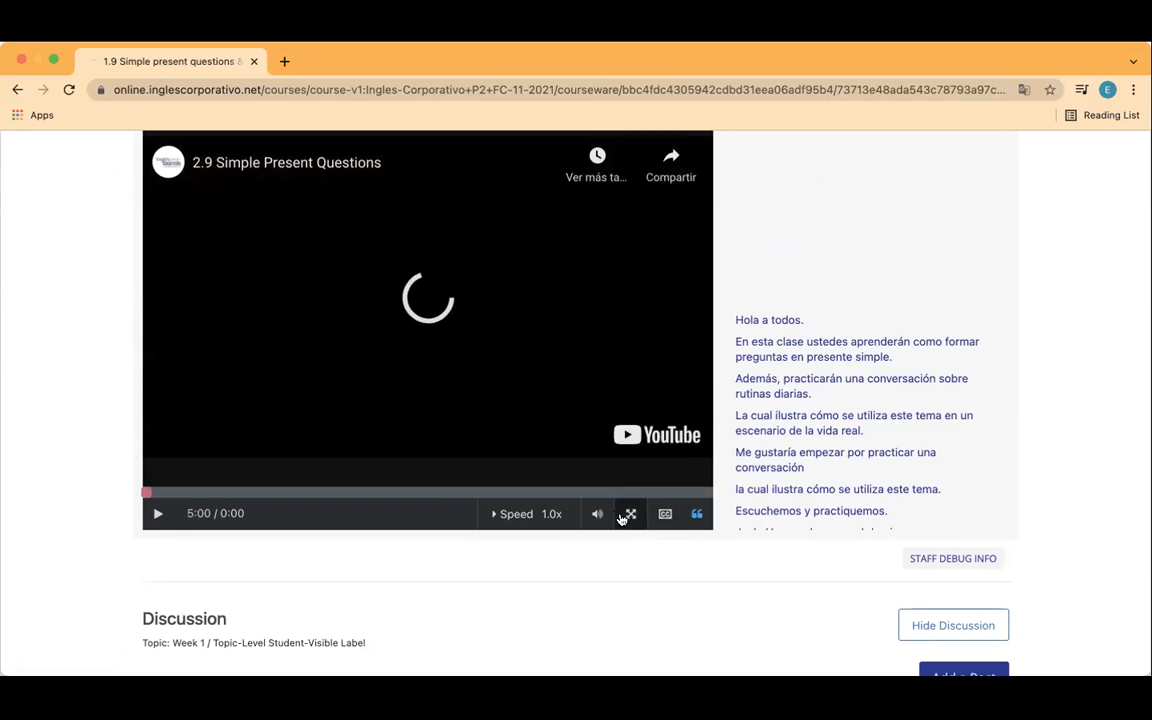 1.9 Simple present questions &
online.inglescorporativo.net/courses/course-v1:Ingles-Corporativo+P2+FC-11-2021/courseware/bbc4fdc4305942cdbd31eea06adf95b4/73713e48ada543c78793a97c...
E
Apps
Reading List
2.9 Simple Present Questions
Ver más ta...
Compartir
Hola a todos.
En esta clase ustedes aprenderán como formar
preguntas en presente simple.
Además, practicarán una conversación sobre
rutinas diarias.
La cual ilustra cómo se utiliza este tema en un
escenario de la vida real.
Me gustaría empezar por practicar una
conversación
la cual ilustra cómo se utiliza este tema.
Escuchemos y practiquemos.
YouTube
5:00 / 0:00
Speed 1.0x
CC
STAFF DEBUG INFO
Discussion
Hide Discussion
Topic: Week 1 / Topic-Level Student-Visible Label
Add a Post